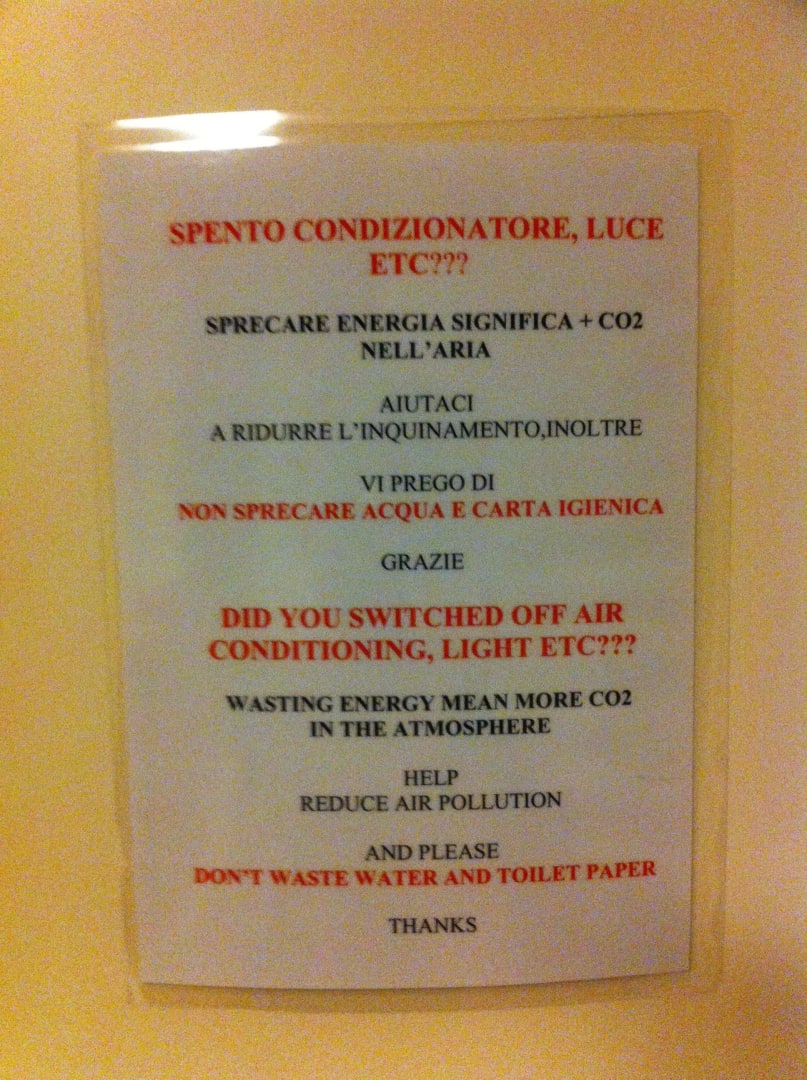 SPENTO CONDIZIONATORE, LUCE
ETC???
SPRECARE ENERGIA SIGNIFICA + CO2
NELL'ARIA
AIUTACI
A RIDURRE L'INQUINAMENTO,INOLTRE
VI PREGO DI
NON SPRECARE ACQUA E CARTA IGIENICA
GRAZIE
DID YOU SWITCHED OFF AIR
CONDITIONING, LIGHT ETC???
WASTING ENERGY MEAN MORE CO2
IN THE ATMOSPHERE
HELP
REDUCE AIR POLLUTION
AND PLEASE
DON'T WASTE WATER AND TOILET PAPER
THANKS